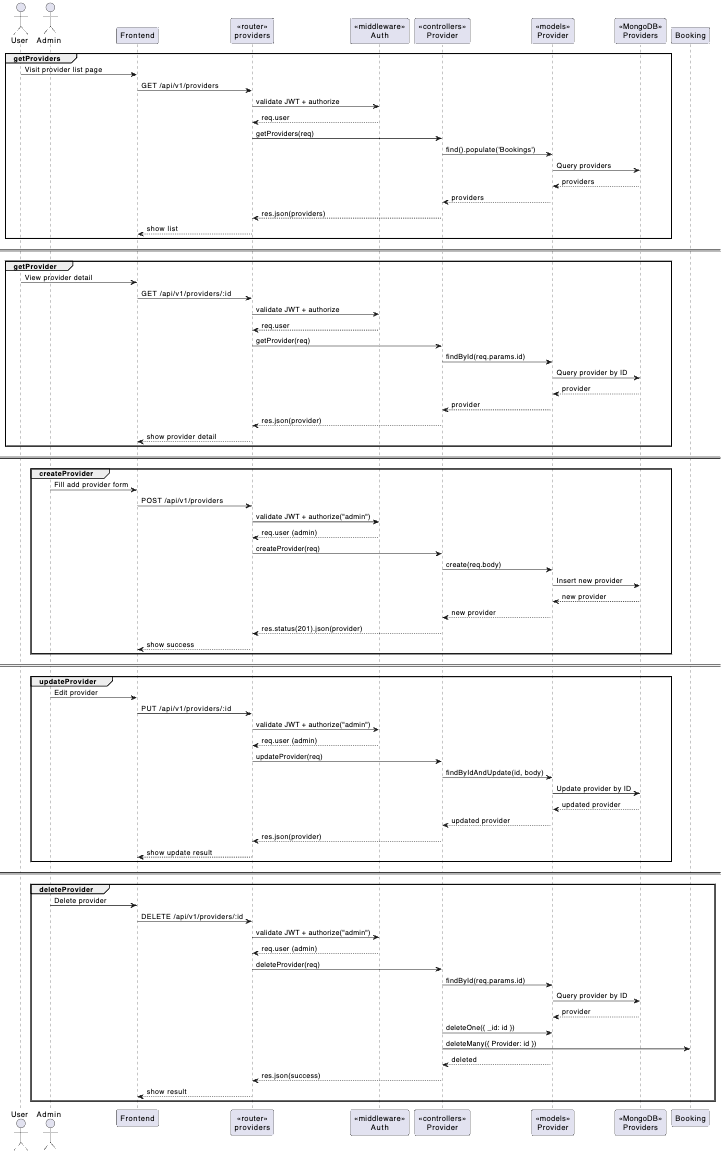 User Admin
Frontend
«router»
providers
«middleware»
Auth
«controllers»
Provider
«models»
Provider
«MongoDB»
Providers
Booking
getProviders
Visit provider list page
GET /api/v1/providers
validate JWT + authorize
req.user
getProviders(req)
find().populate('Bookings')
Query providers
providers
providers
res.json(providers)
show list
getProvider
View provider detail
GET /api/v1/providers/:id
validate JWT + authorize
req.user
getProvider(req)
findById(req.params.id)
Query provider by ID
provider
provider
res.json(provider)
show provider detail
createProvider
Fill add provider form
POST /api/v1/providers
validate JWT + authorize("admin")
req.user (admin)
createProvider(req)
create(req.body)
Insert new provider
new provider
new provider
res.status(201).json(provider)
show success
updateProvider
Edit provider
PUT /api/v1/providers/:id
validate JWT + authorize("admin")
req.user (admin)
updateProvider(req)
findByIdAndUpdate(id, body)
Update provider by ID
updated provider
updated provider
res.json(provider)
show update result
deleteProvider
Delete provider
DELETE /api/v1/providers/:id
validate JWT + authorize("admin")
req.user (admin)
deleteProvider(req)
findById(req.params.id)
Query provider by ID
provider
deleteOne({ _id: id })
deleteMany({ Provider: id })
deleted
res.json(success)
show result
User Admin
Frontend
«router»
providers
«middleware»
Auth
«controllers»
Provider
«models»
Provider
«MongoDB»
Providers
Booking